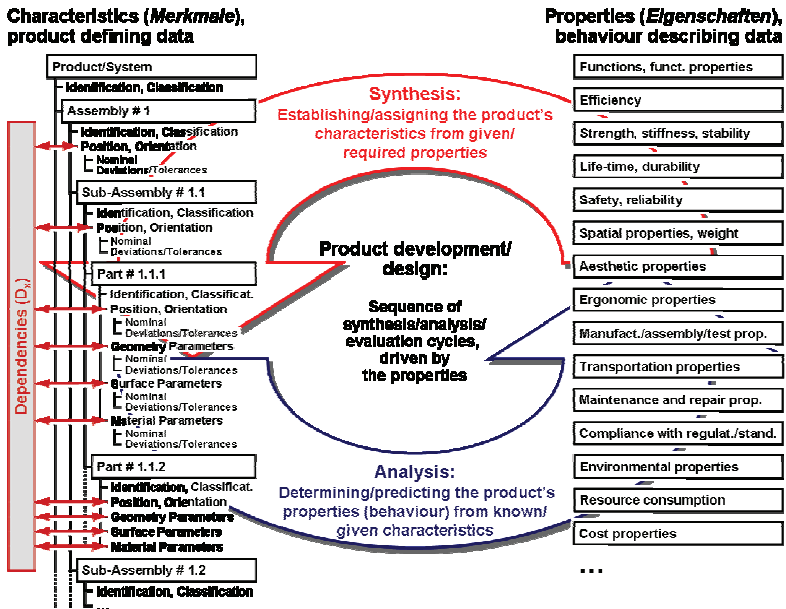 Characteristics (Merkmale),
product defining data
Product/System
Identification, Classification
Assembly # 1
Identification, Classification
Position, Orientation
Nominal
Deviations/Tolerances
Sub-Assembly # 1.1
Identification, Classification
Position, Orientation
Nominal
Deviations/Tolerances
Part # 1.1.1
Identification, Classificat.
Position, Orientation
Nominal
Deviations/Tolerances
Geometry Parameters
Nominal
Deviations/Tolerances
Surface Parameters
Nominal
Deviations/Tolerances
Material Parameters
Nominal
Deviations/Tolerances
Part # 1.1.2
Identification, Classificat.
Position, Orientation
Geometry Parameters
Surface Parameters
Material Parameters
Sub-Assembly # 1.2
Identification, Classification
...
Dependencies (Dx)
Synthesis:
Establishing/assigning the product's
characteristics from given/
required properties
Product development/
design:
Sequence of
synthesis/analysis/
evaluation cycles,
driven by
the properties
Analysis:
Determining/predicting the product's
properties (behaviour) from known/
given characteristics
Properties (Eigenschaften),
behaviour describing data
Functions, funct. properties
Efficiency
Strength, stiffness, stability
Life-time, durability
Safety, reliability
Spatial properties, weight
Aesthetic properties
Ergonomic properties
Manufact./assembly/test prop.
Transportation properties
Maintenance and repair prop.
Compliance with regulat./stand.
Environmental properties
Resource consumption
Cost properties
...